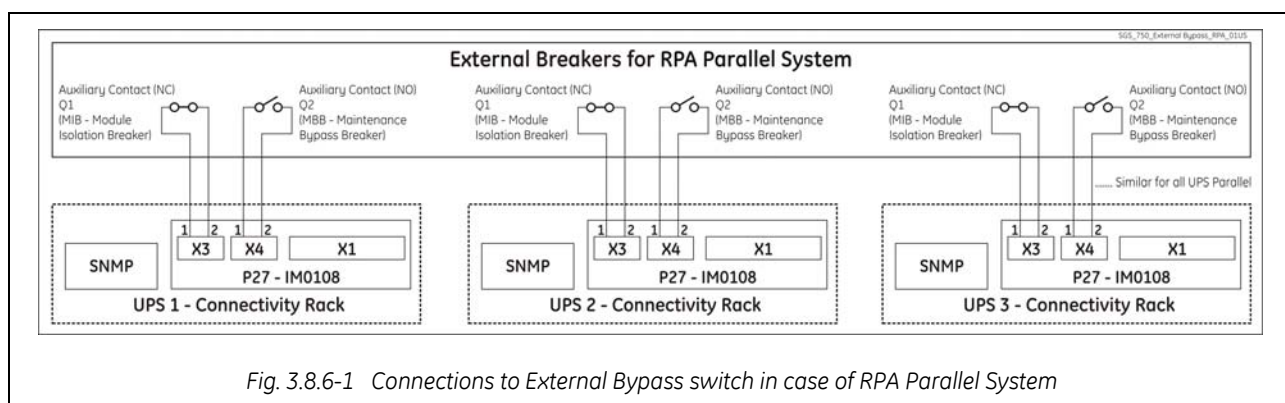 SGS_750_External Bypass_RPA_01US
External Breakers for RPA Parallel System
Auxiliary Contact (NC)
Q1
(MIB - Module
Isolation Breaker)
Auxiliary Contact (NO)
Q2
(MBB - Maintenance
Bypass Breaker)
Auxiliary Contact (NC)
Q1
(MIB - Module
Isolation Breaker)
Auxiliary Contact (NO)
Q2
(MBB - Maintenance
Bypass Breaker)
Auxiliary Contact (NC)
Q1
(MIB - Module
Isolation Breaker)
Auxiliary Contact (NO)
Q2
(MBB - Maintenance
Bypass Breaker)
...... Similar for all UPS Parallel
SNMP
1 2 1 2
X3 X4 X1
P27 - IM0108
UPS 1 - Connectivity Rack
SNMP
1 2 1 2
X3 X4 X1
P27 - IM0108
UPS 2 - Connectivity Rack
SNMP
1 2 1 2
X3 X4 X1
P27 - IM0108
UPS 3 - Connectivity Rack
Fig. 3.8.6-1 Connections to External Bypass switch in case of RPA Parallel System